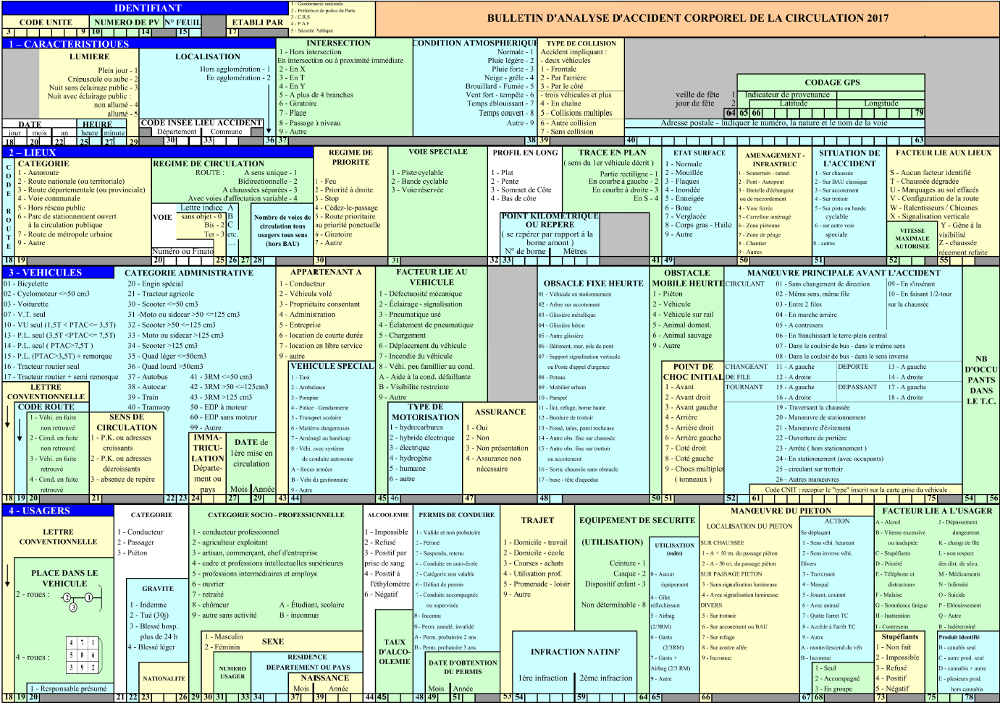 IDENTIFIANT
CODE UNITE
NUMERO DE PV
N° FEUIL
ETABLI PAR
1 - Gendarmerie nationale
2 - Préfecture de police de Paris
3 - C.R.S
4 - P.A.F
5 - Sécurité Publique
3 9 10 14 15 17
BULLETIN D'ANALYSE D'ACCIDENT CORPOREL DE LA CIRCULATION 2017
1 – CARACTERISTIQUES
LUMIERE
Plein jour - 1
Crépuscule ou aube - 2
Nuit sans éclairage public - 3
Nuit avec éclairage public :
non allumé - 4
allumé - 5
LOCALISATION
Hors agglomération - 1
En agglomération - 2
DATE
jour mois an
HEURE
heure minute
CODE INSEE LIEU ACCIDENT
Département Commune
18 20 22 25 27 29 30 33 36
INTERSECTION
1 - Hors intersection
En intersection ou à proximité immédiate
2 - En X
3 - En T
4 - En Y
5 - A plus de 4 branches
6 - Giratoire
7 - Place
8 - Passage à niveau
9 - Autre
37
CONDITION ATMOSPHERIQUE
Normale - 1
Pluie légère - 2
Pluie forte - 3
Neige - grêle - 4
Brouillard - Fumée - 5
Vent fort - tempête - 6
Temps éblouissant - 7
Temps couvert - 8
Autre - 9
38
TYPE DE COLLISION
Accident impliquant :
- deux véhicules
1 - Frontale
2 - Par l'arrière
3 - Par le côté
- trois véhicules et plus
4 - En chaîne
5 - Collisions multiples
6 - Autre collision
7 - Sans collision
39
veille de fête 1
jour de fête 2
64
CODAGE GPS
Indicateur de provenance
Latitude Longitude
65 66 79
Adresse postale - Indiquer le numéro, la nature et le nom de la voie
40 63
2 – LIEUX
CODE ROUTE
CATEGORIE
1 - Autoroute
2 - Route nationale (ou territoriale)
3 - Route départementale (ou provinciale)
4 - Voie communale
5 - Hors réseau public
6 - Parc de stationnement ouvert
à la circulation publique
7 - Route de métropole urbaine
9 - Autre
18 19
REGIME DE CIRCULATION
ROUTE : A sens unique - 1
Bidirectionnelle - 2
A chaussées séparées - 3
Avec voies d'affectation variable - 4
VOIE
Lettre indice A
sans objet - 0 B
Bis - 2 C
Ter - 3 etc.
...
Numéro ou Finato
20 25 26 27 28
Nombre de voies de
circulation tous
usagers tous sens
(hors BAU)
REGIME DE
PRIORITE
1 - Feu
2 - Priorité à droite
3 - Stop
4 - Cédez-le-passage
5 - Route prioritaire
ou priorité ponctuelle
6 - Giratoire
7 - Autre
30
VOIE SPECIALE
1 - Piste cyclable
2 - Bande cyclable
3 - Voie réservée
31
PROFIL EN LONG
1 - Plat
2 - Pente
3 - Sommet de Côte
4 - Bas de côte
32
TRACE EN PLAN
( sens du 1er véhicule décrit )
Partie rectiligne - 1
En courbe à gauche - 2
En courbe à droite - 3
En S - 4
POINT KILOMETRIQUE
OU REPERE
( se repérer par rapport à la
borne amont )
N° de borne Mètres
33 41
ETAT SURFACE
1 - Normale
2 - Mouillée
3 - Flaques
4 - Inondée
5 - Enneigée
6 - Boue
7 - Verglacée
8 - Corps gras - Huile
9 - Autre
49
AMENAGEMENT -
INFRASTRUC
1 - Souterrain - tunnel
2 - Pont - Autopont
3 - Bretelle d'échangeur
ou de raccordement
4 - Voie ferrée
5 - Carrefour aménagé
6 - Zone piétonne
7 - Zone de péage
8 - Chantier
9 - Autres
50
SITUATION DE
L'ACCIDENT
1 - Sur chaussée
2 - Sur BAU classique
3 - Sur accotement
4 - Sur trottoir
5 - Sur piste ou bande
cyclable
6 - sur autre voie
speciale
8 - autres
51
FACTEUR LIE AUX LIEUX
S - Aucun facteur identifié
T - Chaussée dégradée
U - Marquages au sol effacés
V - Configuration de la route
W - Ralentisseurs / Chicanes
X - Signalisation verticale
Y - Gêne à la
visibilité
Z - chaussée
récement refaite
VITESSE
MAXIMALE
AUTORISEE
52 55
3 - VEHICULES
CATEGORIE ADMINISTRATIVE
01 - Bicyclette
02 - Cyclomoteur <=50 cm3
03 - Voiturette
07 - V.T. seul
10 - VU seul (1,5T < PTAC<= 3,5T)
13 - P.L. seul (3,5T <PTAC<= 7,5T)
14 - P.L. seul ( PTAC>7,5T )
15 - P.L. (PTAC>3,5T) + remorque
16 - Tracteur routier seul
17 - Tracteur routier + semi remorque
20 - Engin spécial
21 - Tracteur agricole
30 - Scooter <=50 cm3
31 -Moto ou sidecar >50 <=125 cm3
32 - Scooter >50 <=125 cm3
33 - Moto ou sidecar >125 cm3
34 - Scooter >125 cm3
35 - Quad léger <=50cm3
36 - Quad lourd >50cm3
37 - Autobus
38 - Autocar
39 - Train
40 - Tramway
41 - 3RM <=50 cm3
42 - 3RM >50 <=125cm3
43 - 3RM >125 cm3
50 - EDP à moteur
60 - EDP sans moteur
99 - Autre
LETTRE
CONVENTIONNELLE
CODE ROUTE
1 - Véhi. en fuite
non retrouvé
2 - Cond. en fuite
non retrouvé
3 - Véhi. en fuite
retrouvé
4 - Cond. en fuite
retrouvé
SENS DE
CIRCULATION
1 - P.K. ou adresses
croissants
2 - P.K. ou adresses
décroissants
3 - absence de repère
IMMA-
TRICU-
LATION
Départe-
ment ou
pays
DATE de
1ère mise en
circulation
Mois Année
18 19 20 21 22 23 24 27 29
APPARTENANT A
1 - Conducteur
2 - Véhicule volé
3 - Propriétaire consentant
4 - Administration
5 - Entreprise
6 - location de courte durée
7 - location en libre service
9 - autre
VEHICULE SPECIAL
1 - Taxi
2 - Ambulance
3 - Pompier
4 - Police - Gendarmerie
5 - Transport scolaire
6 - Matières dangereuses
7 - Aménagé au handicap
8 - Véhi. avec système
de conduite autonome
A - forces armées
B - Véhi du gestionnaire
9 - Autre
43 44
FACTEUR LIE AU
VEHICULE
1 - Défectuosité mécanique
2 - Éclairage - signalisation
3 - Pneumatique usé
4 - Éclatement de pneumatique
5 - Chargement
6 - Déplacement du véhicule
7 - Incendie du véhicule
8 - Véhi. peu famillier au cond.
A - Aide à la cond. défaillante
B - Visibilité restreinte
9 - Autre
TYPE DE
MOTORISATION
1 - hydrocarbures
2 - hybride électrique
3 - électrique
4 - hydrogène
5 - humaine
6 - autre
ASSURANCE
1 - Oui
2 - Non
3 - Non présentation
4 - Assurance non
nécessaire
45 46 47
OBSTACLE FIXE HEURTE
01 - Véhicule en stationnement
02 - Arbre sur accotement
03 - Glissière métallique
04 - Glissière béton
05 - Autre glissière
06 - Bâtiment, mur, pile de pont
07 - Support signalisation verticale
ou Poste d'appel d'urgence
08 - Poteau
09 - Mobilier urbain
10 - Parapet
11 - Îlot, refuge, borne haute
12 - Bordure de trottoir
13 - Fossé, talus, paroi rocheuse
14 - Autre obs. fixe sur chaussée
15 - Autre obs. fixe sur trottoir
ou accotement
16 - Sortie chaussée sans obstacle
17 - buse - tête d'aqueduc
48
OBSTACLE
MOBILE HEURTE
1 - Piéton
2 - Véhicule
4 - Véhicule sur rail
5 - Animal domest.
6 - Animal sauvage
9 - Autre
POINT DE
CHOC INITIAL
1 - Avant
2 - Avant droit
3 - Avant gauche
4 - Arrière
5 - Arrière droit
6 - Arrière gauche
7 - Coté droit
8 - Coté gauche
9 - Chocs multiples
( tonneaux )
50 51
MANŒUVRE PRINCIPALE AVANT L'ACCIDENT
CIRCULANT
01 - Sans changement de direction
02 - Même sens, même file
03 - Entre 2 files
04 - En marche arrière
05 - A contresens
06 - En franchissant le terre-plein central
07 - Dans le couloir de bus - dans le même sens
08 - Dans le couloir de bus - dans le sens inverse
09 - En s'insérant
10 - En faisant 1/2-tour
sur la chaussée
CHANGEANT 11 - A gauche DEPORTE 13 - A gauche
DE FILE 12 - A droite 14 - A droite
TOURNANT 15 - A gauche DEPASSANT 17 - A gauche
16 - A droite 18 - A droite
19 - Traversant la chaussée
20 - Manœuvre de stationnement
21 - Manœuvre d'évitement
22 - Ouverture de portière
23 - Arrêté ( hors stationnement )
24 - En stationnement (avec occupants)
25 - circulant sur trottoir
26 - Autres manœuvres
Code CNIT : recopier le "type" inscrit sur la carte grise du véhicule
52 61 75
NB
D'OCCU
PANTS
DANS
LE T.C.
54 56
4 - USAGERS
LETTRE
CONVENTIONNELLE
PLACE DANS LE
VEHICULE
2 - roues :
2 1
3
4 - roues :
4 7 1
5 8 6
3 9 2
1 - Responsable présumé
18 19 20
CATEGORIE
1 - Conducteur
2 - Passager
3 - Piéton
GRAVITE
1 - Indemne
2 - Tué (30j)
3 - Blessé hosp.
plus de 24 h
4 - Blessé léger
NATIONALITE
21 22 23 26
CATEGORIE SOCIO - PROFESSIONNELLE
1 - conducteur professionnel
2 - agriculteur exploitant
3 - artisan, commerçant, chef d'entreprise
4 - cadre et professions intellectuelles supérieures
5 - professions intermédiaires et employé
6 - ouvrier
7 - retraité
8 - chômeur
9 - autre sans activité
A - Étudiant, scolaire
B - inconnue
1 - Masculin
2 - Féminin
SEXE
NUMERO
USAGER
RESIDENCE
DEPARTEMENT OU PAYS
NAISSANCE
Mois Année
29 30 31 33 34 37 39 41
ALCOOLEMIE
1 - Impossible
2 - Refusé
3 - Positif par
prise de sang
4 - Positif à
l'éthylomètre
6 - Négatif
TAUX
D'ALCO-
OLEMIE
44 45
PERMIS DE CONDUIRE
1 - Valide et non probatoire
2 - Périmé
3 - Suspendu, retenu
4 - Conduite en auto-école
5 - Catégorie non valable
6 - Défaut de permis
7 - Conduite accompagnée
ou supervisée
8 - Inconnu
9 - Perm. annulé, invalidé
A - Perm. probatoire 2 ans
B - Perm. probatoire 3 ans
DATE D'OBTENTION
DU PERMIS
Mois Année
48 49 51
TRAJET
1 - Domicile - travail
2 - Domicile - école
3 - Courses - achats
4 - Utilisation prof.
5 - Promenade - loisir
9 - Autre
53
INFRACTION NATINF
1ère infraction 2ème infraction
54 59 64
EQUIPEMENT DE SECURITE
(UTILISATION)
Ceinture - 1
Casque - 2
Dispositif enfant - 3
Non déterminable - 8
UTILISATION
(suite)
0 - Aucun
équipement
4 - Gilet
réfléchissant
5 - Airbag
(2/3RM)
6 - Gants
(2/3RM)
7 - Gants +
Airbag (2/3 RM)
9 - Autre
65
MANŒUVRE DU PIETON
LOCALISATION DU PIETON
SUR CHAUSSEE
1 - A + 50 m. du passage piéton
2 - A - 50 m. du passage piéton
SUR PASSAGE PIETON
3 - Sans signalisation lumineuse
4 - Avec signalisation lumineuse
DIVERS
5 - Sur trottoir
6 - Sur accotement ou BAU
7 - Sur refuge
8 - Sur contre allée
9 - Inconnue
66
ACTION
Se déplaçant
1 - Sens véhi. heurtant
2 - Sens inverse véhi.
Divers
3 - Traversant
4 - Masqué
5 - Jouant, courant
6 - Avec animal
7 - Quitte l'arrêt TC
8 - Accède à l'arrêt TC
9 - Autre
A - monte/descend du véh
B - Inconnue
1 - Seul
2 - Accompagné
3 - En groupe
67 68
FACTEUR LIE A L'USAGER
A - Alcool
B - Vitesse excessive
ou inadaptée
C - Stupéfiants
D - Priorité
E - Téléphone et
distracteurs
F - Malaise
G - Somnlence fatigue
H - Inattention
I - Contresens
J - Dépassement
dangeureux
K - changt de file
L - non respect
des dist. de sécu.
M - Médicaments
N - Infirmité
O - Suicide
P - Eblouissement
Q - Autre
R - Indéterminé
Stupéfiants
1 - Non fait
2 - Impossible
3 - Refusé
4 - Positif
5 - Négatif
Produit identifié
B - canabis seul
C - autre prod. seul
D - cannabis + autre
E - plusieurs prod.
hors cannabis
73 75 78